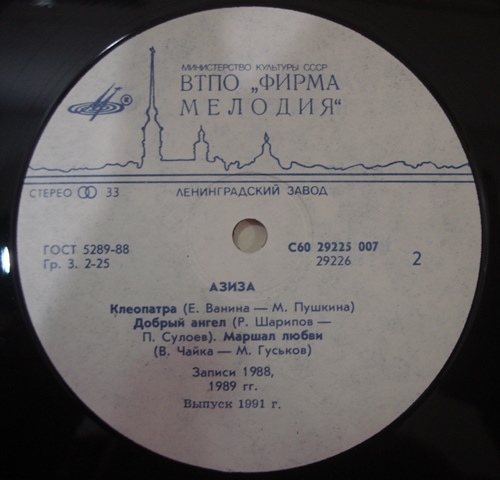 МИНИСТЕРСТВО КУЛЬТУРЫ СССР
ВТПО „ФИРМА
МЕЛОДИЯ“
СТЕРЕО 33 ЛЕНИНГРАДСКИЙ ЗАВОД
ГОСТ 5289-88
Гр. 3. 2-25
С60 29225 007
29226
2
АЗИЗА
Клеопатра (Е. Ванина — М. Пушкина)
Добрый ангел (Р. Шарипов —
П. Сулоев). Маршал любви
(В. Чайка — М. Гуськов)
Записи 1988,
1989 гг.
Выпуск 1991 г.